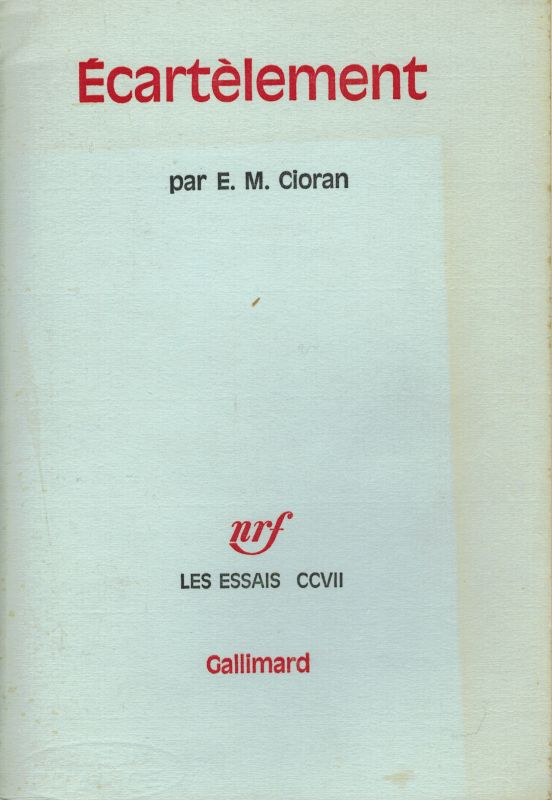 Écartèlement
par E. M. Cioran
nrf
LES ESSAIS CCVII
Gallimard